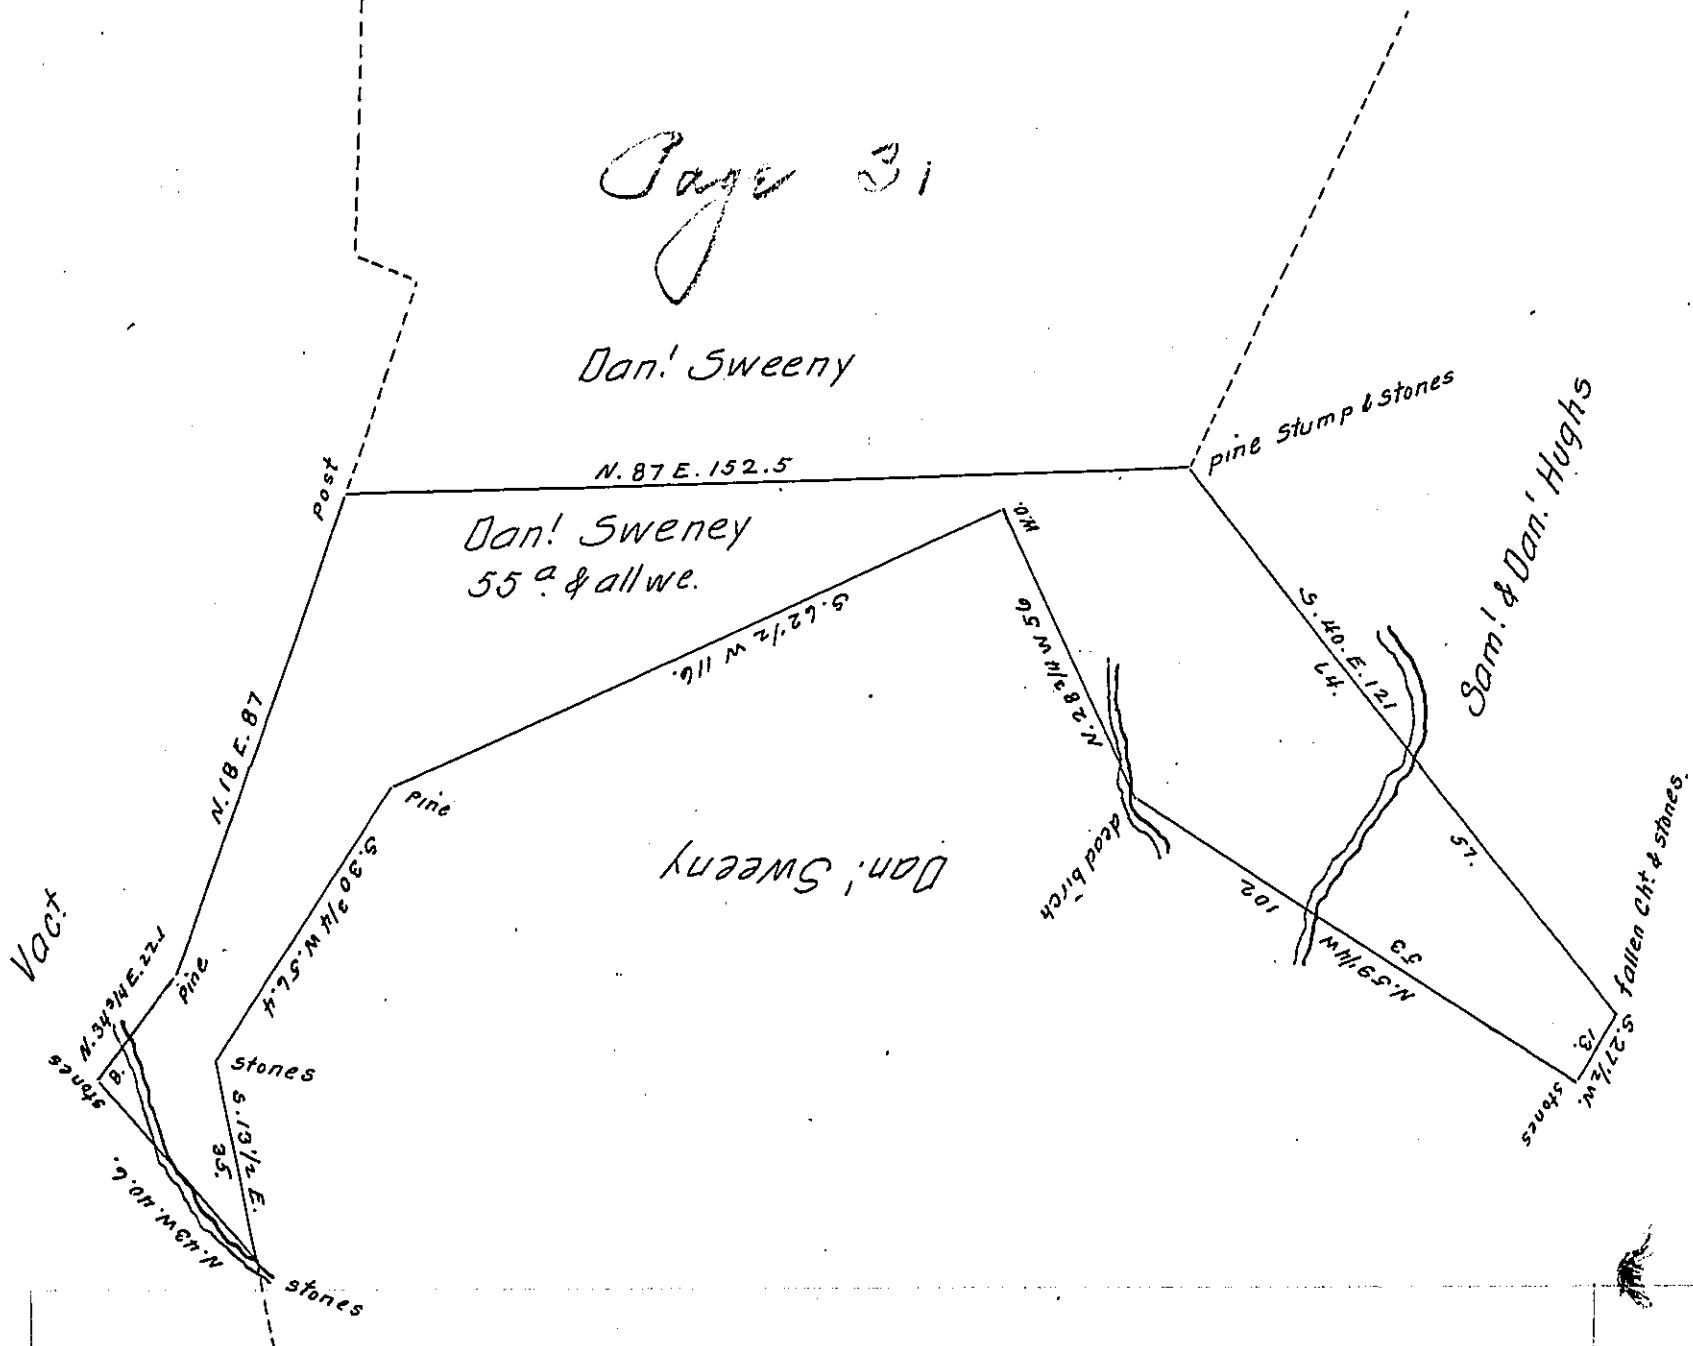 Page 31
Dan! Sweeny
pine Stump & Stones
Sam! & Dan! Hughs
post
N. 87 E. 152.5
Dan! Sweney
55 a. & allwe.
W.O.
S. 62 1/2 W 116.
N. 28 3/4 W 56
S. 40. E. 121
64.
N. 18 E. 87
pine
Dan! Sweeny
dead birch
57.
fallen Cht. & stones.
S. 30 3/4 W. 56.4
102
53
N. 59 1/4 W
Vact
N. 34 3/4 E. 22.1
pine
stones
8.
stones
S. 13 1/2 E.
35.
13.
S. 27 1/2 W.
stones
N. 43 W. 40.6.
stones